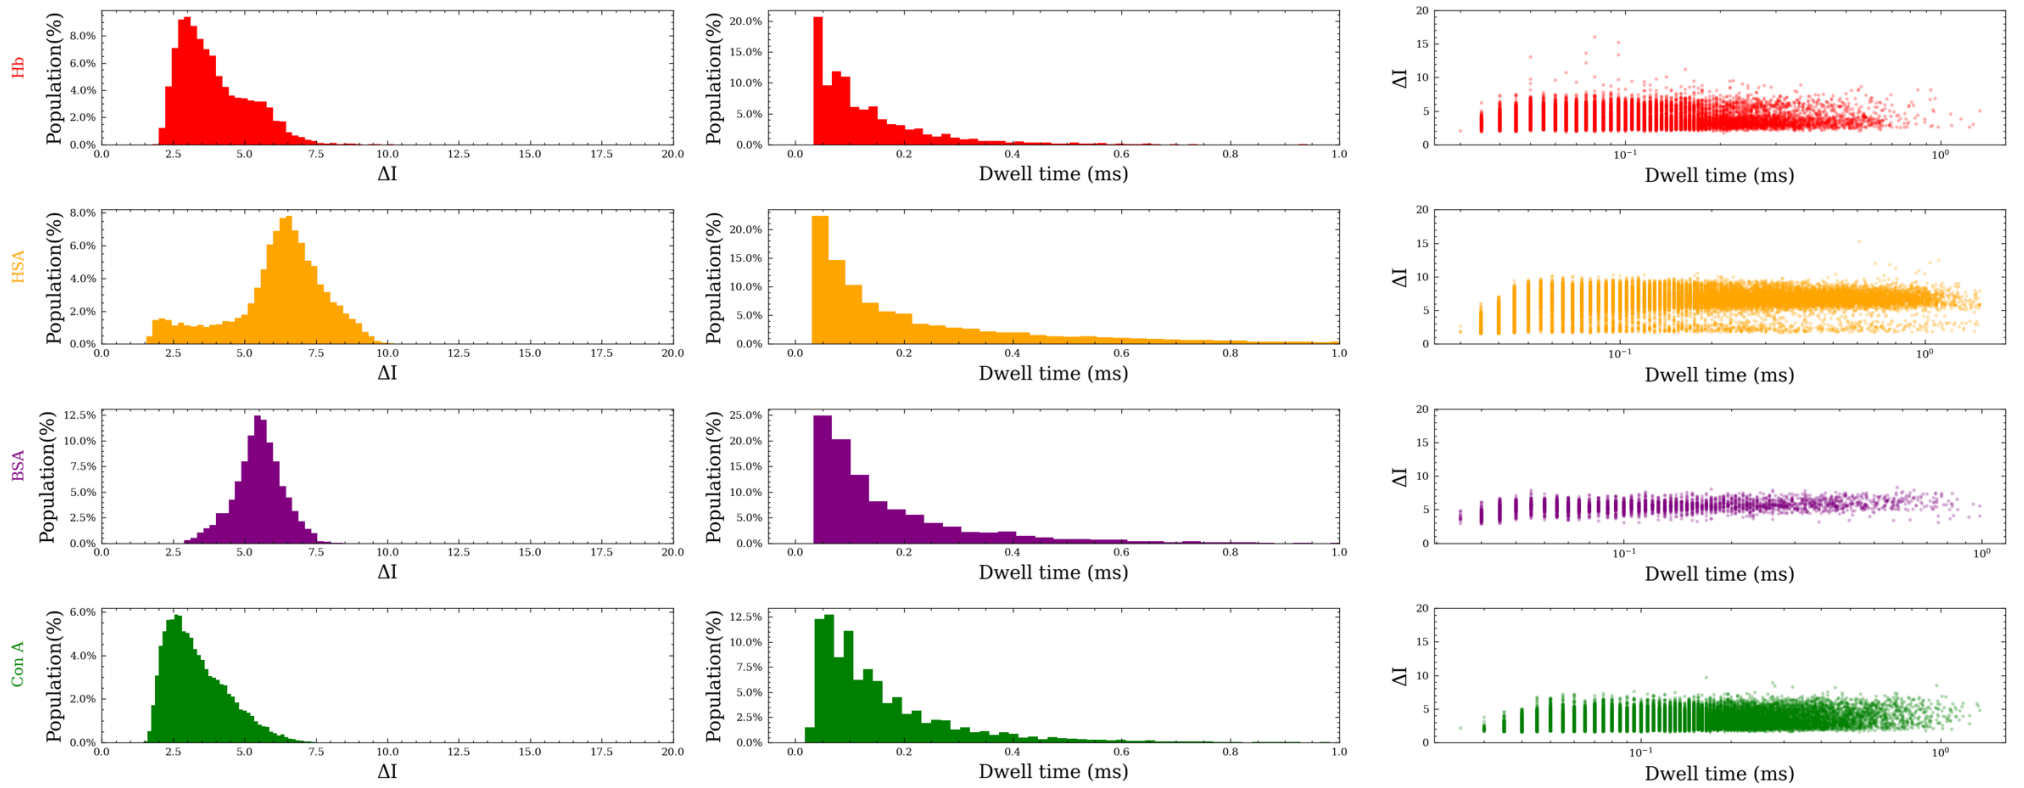 Hb
Population(%)
8.0%
6.0%
4.0%
2.0%
0.0%
0.0 2.5 5.0 7.5 10.0 12.5 15.0 17.5 20.0
ΔI
Population(%)
20.0%
15.0%
10.0%
5.0%
0.0%
0.0 0.2 0.4 0.6 0.8 1.0
Dwell time (ms)
ΔI
20
15
10
5
0
10⁻¹ 10⁰
Dwell time (ms)
HSA
Population(%)
8.0%
6.0%
4.0%
2.0%
0.0%
0.0 2.5 5.0 7.5 10.0 12.5 15.0 17.5 20.0
ΔI
Population(%)
20.0%
15.0%
10.0%
5.0%
0.0%
0.0 0.2 0.4 0.6 0.8 1.0
Dwell time (ms)
ΔI
20
15
10
5
0
10⁻¹ 10⁰
Dwell time (ms)
BSA
Population(%)
12.5%
10.0%
7.5%
5.0%
2.5%
0.0%
0.0 2.5 5.0 7.5 10.0 12.5 15.0 17.5 20.0
ΔI
Population(%)
25.0%
20.0%
15.0%
10.0%
5.0%
0.0%
0.0 0.2 0.4 0.6 0.8 1.0
Dwell time (ms)
ΔI
20
15
10
5
0
10⁻¹ 10⁰
Dwell time (ms)
Con A
Population(%)
6.0%
4.0%
2.0%
0.0%
0.0 2.5 5.0 7.5 10.0 12.5 15.0 17.5 20.0
ΔI
Population(%)
12.5%
10.0%
7.5%
5.0%
2.5%
0.0%
0.0 0.2 0.4 0.6 0.8 1.0
Dwell time (ms)
ΔI
20
15
10
5
0
10⁻¹ 10⁰
Dwell time (ms)